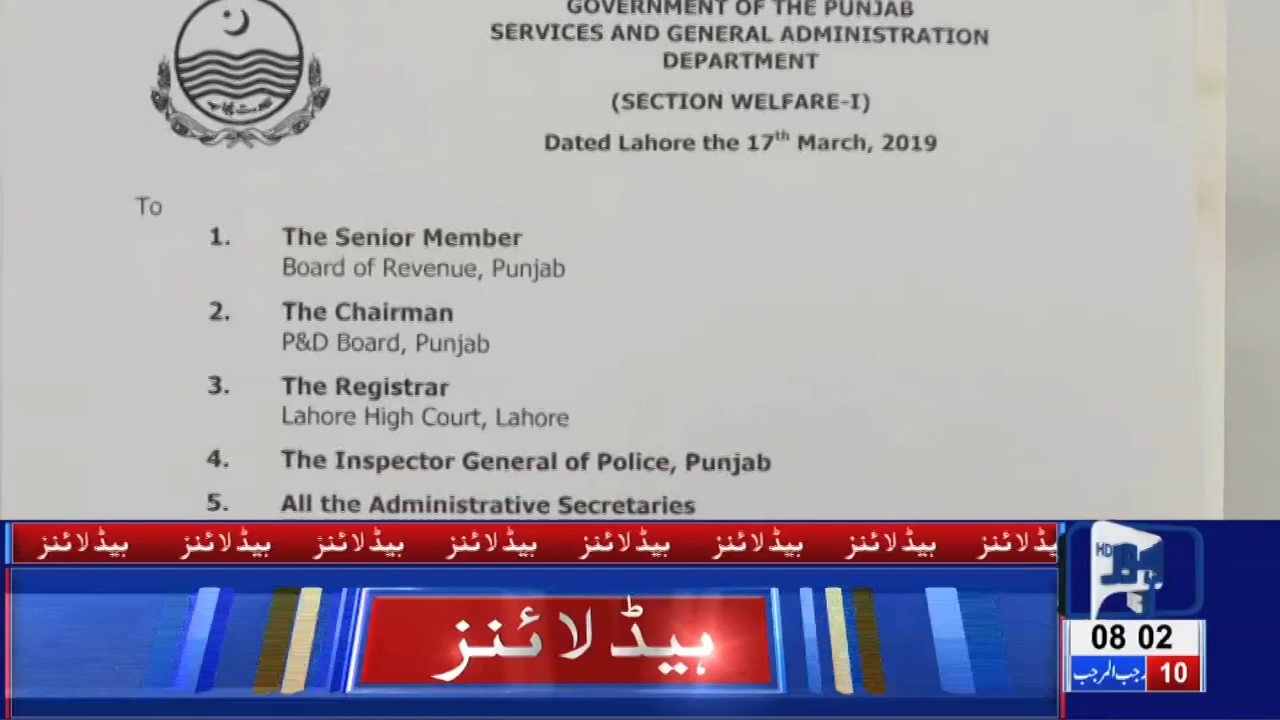 GOVERNMENT OF THE PUNJAB
SERVICES AND GENERAL ADMINISTRATION
DEPARTMENT
(SECTION WELFARE-I)
Dated Lahore the 17th March, 2019
To
1. The Senior Member
Board of Revenue, Punjab
2. The Chairman
P&D Board, Punjab
3. The Registrar
Lahore High Court, Lahore
4. The Inspector General of Police, Punjab
5. All the Administrative Secretaries
ہیڈلائنز ہیڈلائنز ہیڈلائنز ہیڈلائنز ہیڈلائنز ہیڈلائنز ہیڈلائنز ہیڈلائنز
HD
ہیڈلائنز
08 02
رجب المرجب 10